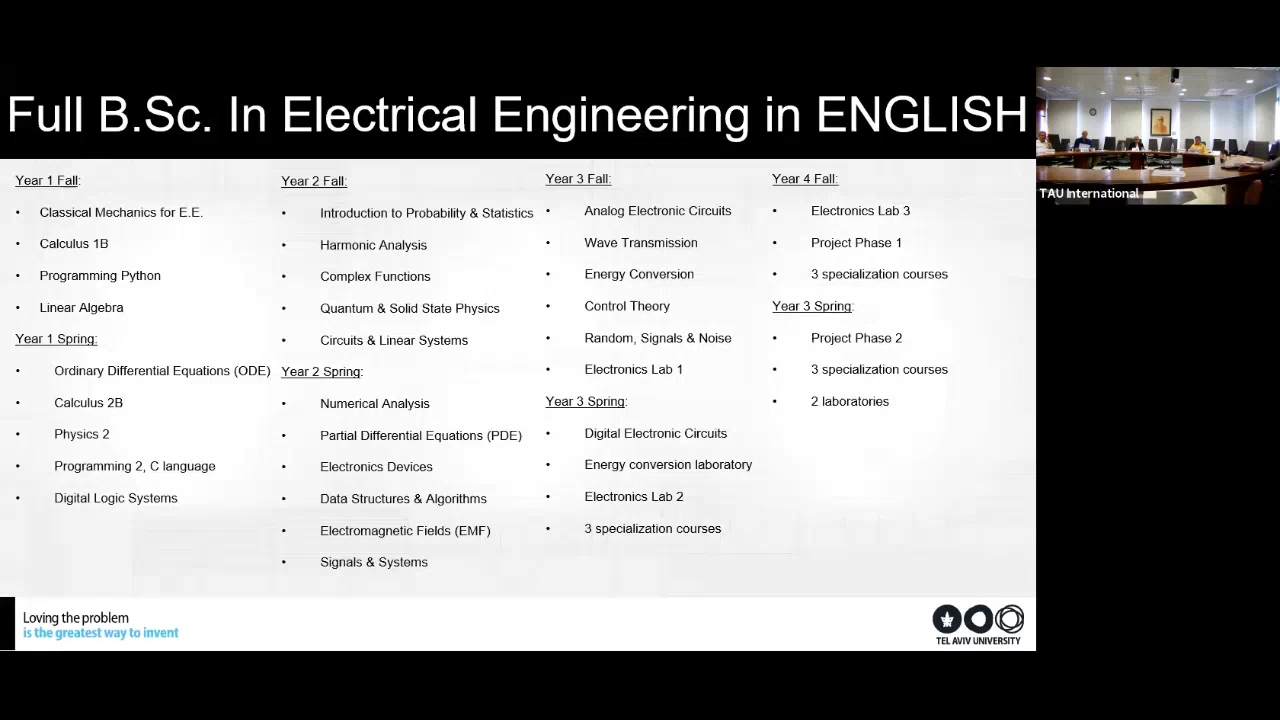 Full B.Sc. In Electrical Engineering in ENGLISH
Year 1 Fall:
• Classical Mechanics for E.E.
• Calculus 1B
• Programming Python
• Linear Algebra
Year 1 Spring:
• Ordinary Differential Equations (ODE)
• Calculus 2B
• Physics 2
• Programming 2, C language
• Digital Logic Systems
Year 2 Fall:
• Introduction to Probability & Statistics
• Harmonic Analysis
• Complex Functions
• Quantum & Solid State Physics
• Circuits & Linear Systems
Year 2 Spring:
• Numerical Analysis
• Partial Differential Equations (PDE)
• Electronics Devices
• Data Structures & Algorithms
• Electromagnetic Fields (EMF)
• Signals & Systems
Year 3 Fall:
• Analog Electronic Circuits
• Wave Transmission
• Energy Conversion
• Control Theory
• Random, Signals & Noise
• Electronics Lab 1
Year 3 Spring:
• Digital Electronic Circuits
• Energy conversion laboratory
• Electronics Lab 2
• 3 specialization courses
Year 4 Fall:
• Electronics Lab 3
• Project Phase 1
• 3 specialization courses
Year 3 Spring:
• Project Phase 2
• 3 specialization courses
• 2 laboratories
TAU International
Loving the problem
is the greatest way to invent
TEL AVIV UNIVERSITY